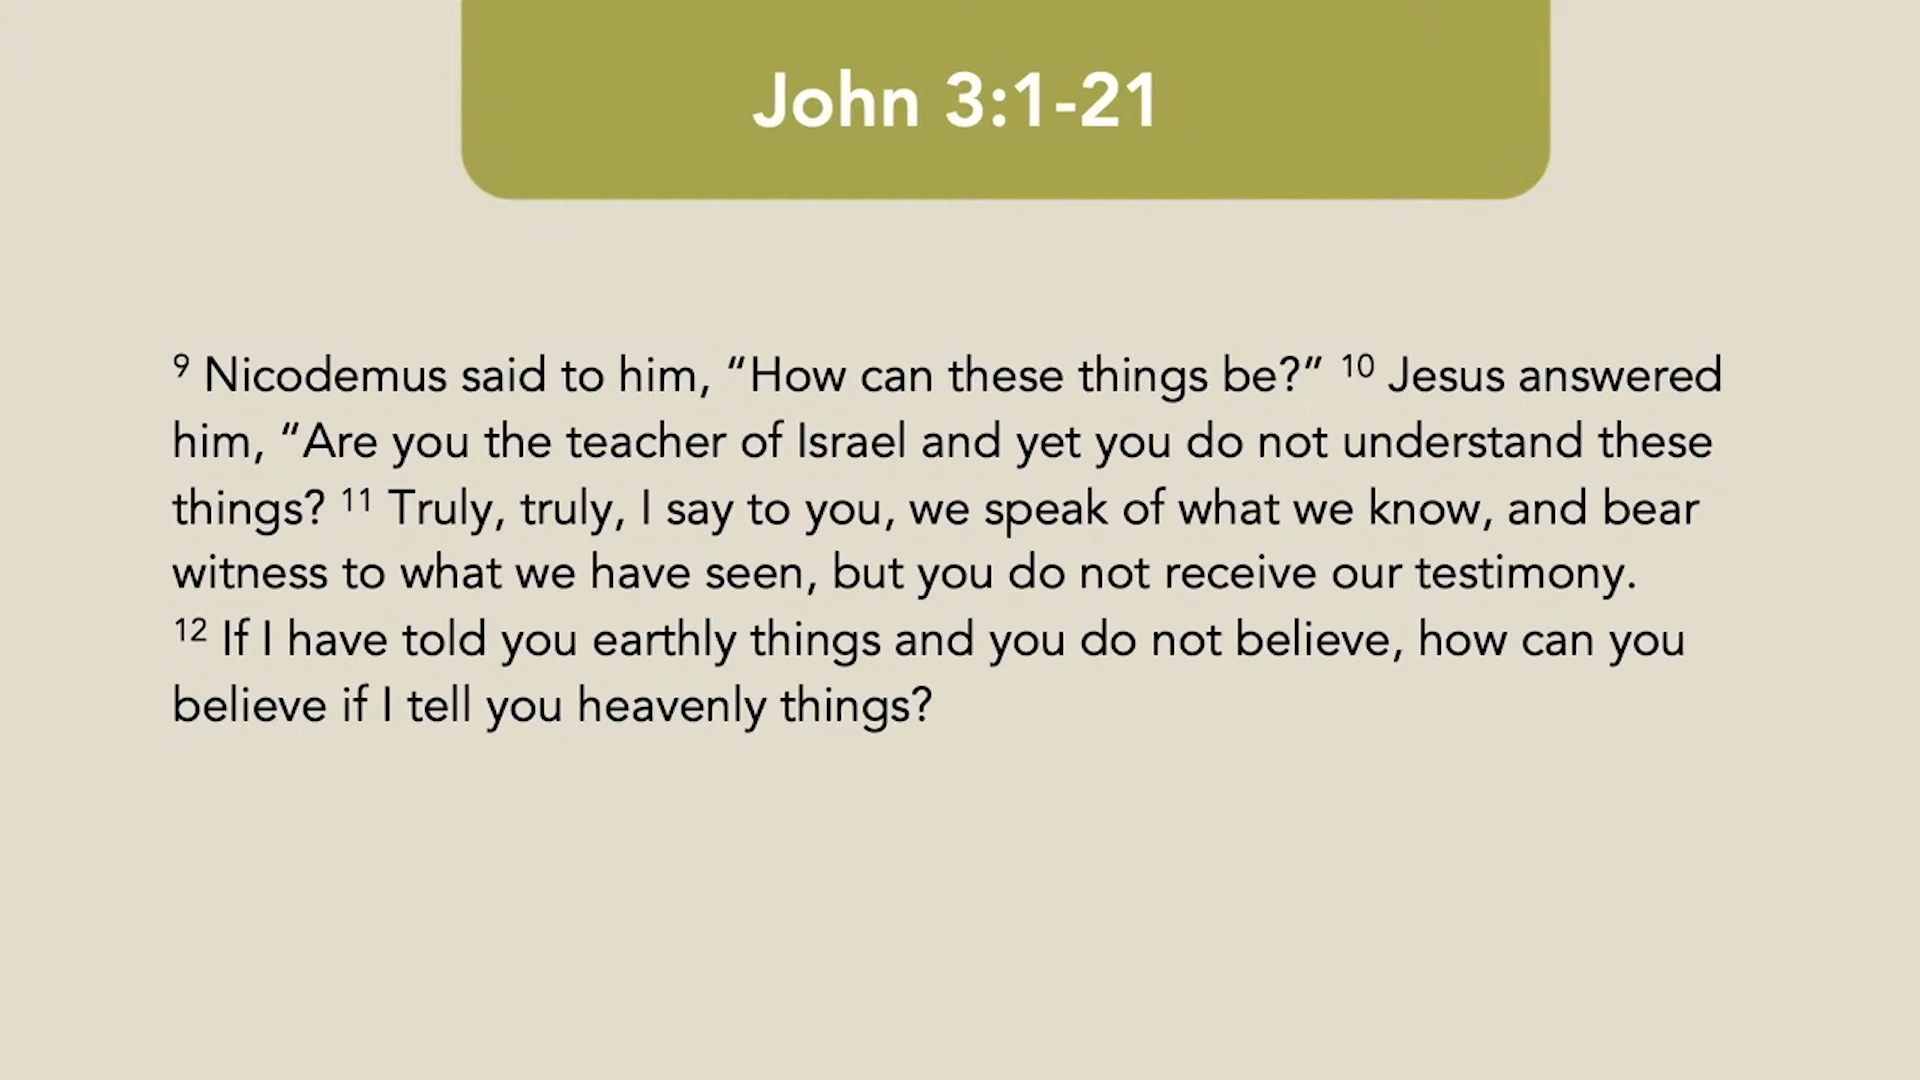 John 3:1-21
9 Nicodemus said to him, “How can these things be?” 10 Jesus answered
him, “Are you the teacher of Israel and yet you do not understand these
things? 11 Truly, truly, I say to you, we speak of what we know, and bear
witness to what we have seen, but you do not receive our testimony.
12 If I have told you earthly things and you do not believe, how can you
believe if I tell you heavenly things?